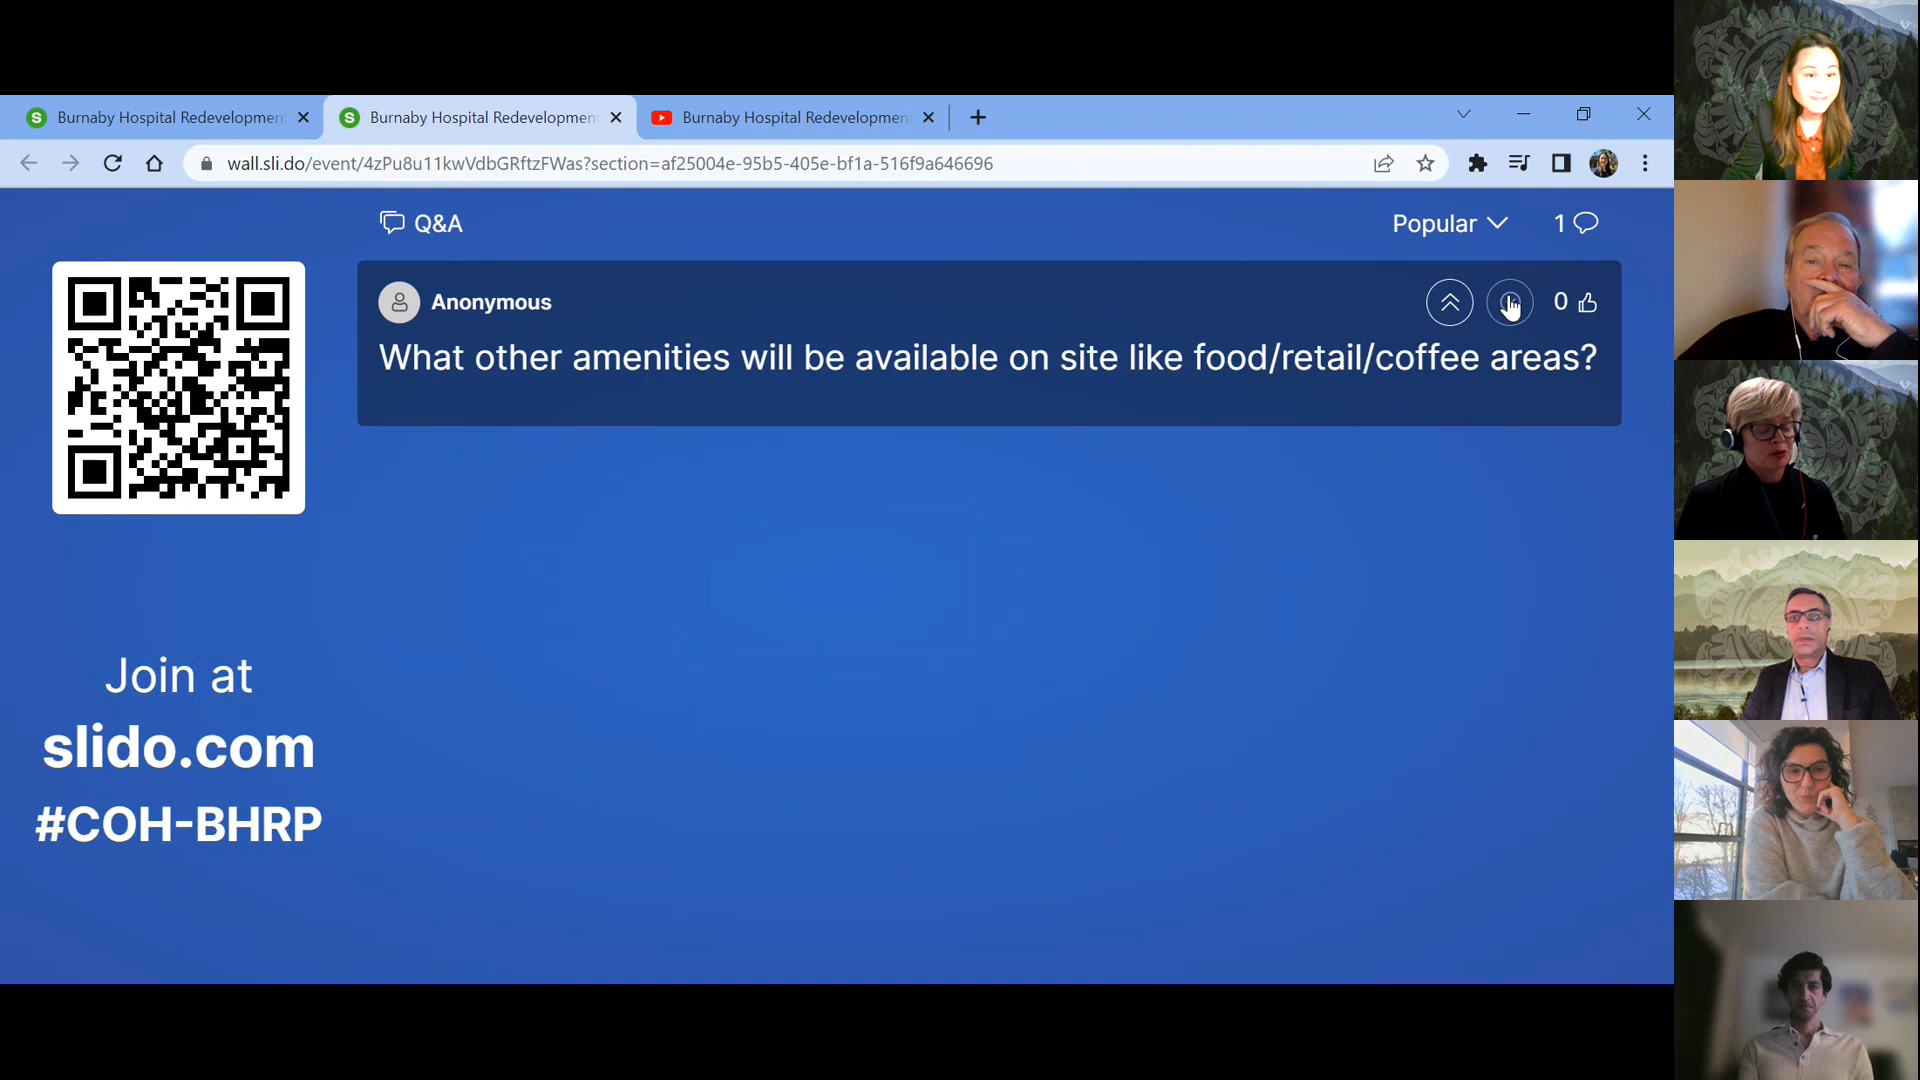 Burnaby Hospital Redevelopmen
Burnaby Hospital Redevelopmen
Burnaby Hospital Redevelopmen
wall.sli.do/event/4zPu8u11kwVdbGRftzFWas?section=af25004e-95b5-405e-bf1a-516f9a646696
Q&A
Popular
1
Anonymous
0
What other amenities will be available on site like food/retail/coffee areas?
Join at
slido.com
#COH-BHRP